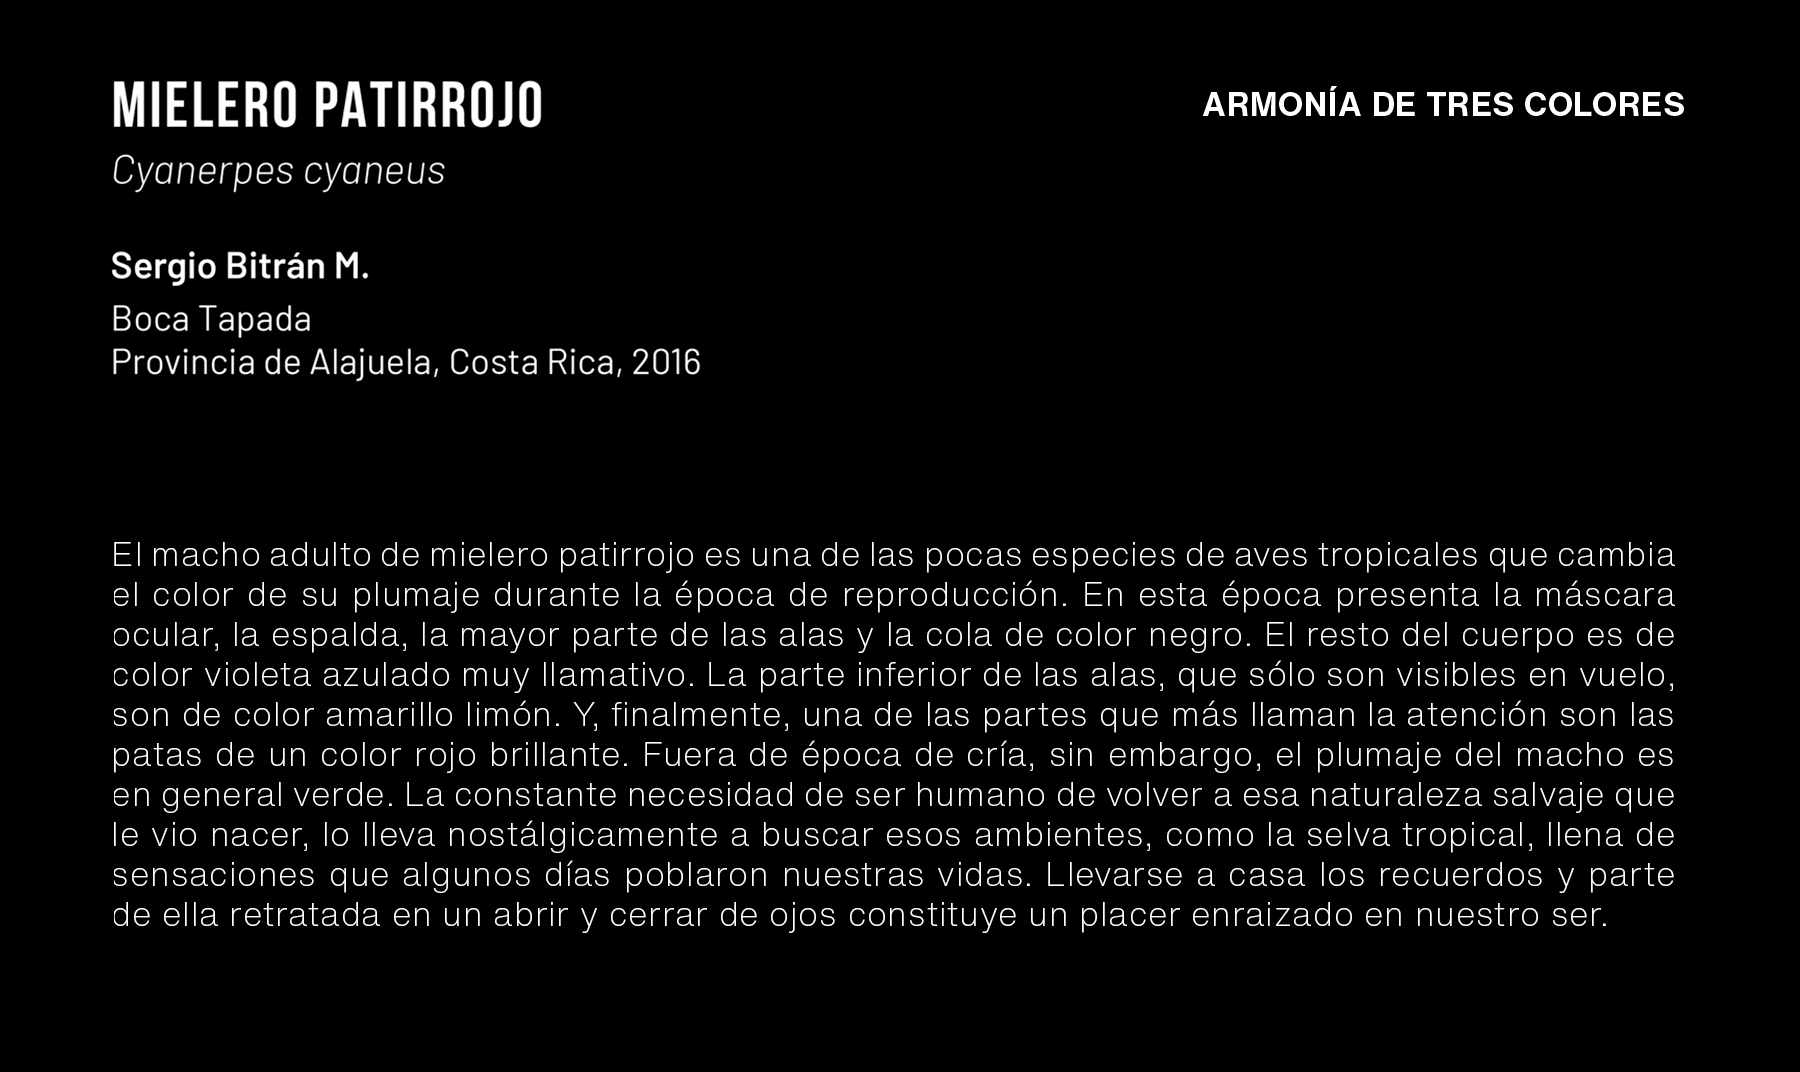 MIELERO PATIRROJO
Cyanerpes cyaneus
ARMONÍA DE TRES COLORES
Sergio Bitrán M.
Boca Tapada
Provincia de Alajuela, Costa Rica, 2016
El macho adulto de mielero patirrojo es una de las pocas especies de aves tropicales que cambia
el color de su plumaje durante la época de reproducción. En esta época presenta la máscara
ocular, la espalda, la mayor parte de las alas y la cola de color negro. El resto del cuerpo es de
color violeta azulado muy llamativo. La parte inferior de las alas, que sólo son visibles en vuelo,
son de color amarillo limón. Y, finalmente, una de las partes que más llaman la atención son las
patas de un color rojo brillante. Fuera de época de cría, sin embargo, el plumaje del macho es
en general verde. La constante necesidad de ser humano de volver a esa naturaleza salvaje que
le vio nacer, lo lleva nostálgicamente a buscar esos ambientes, como la selva tropical, llena de
sensaciones que algunos días poblaron nuestras vidas. Llevarse a casa los recuerdos y parte
de ella retratada en un abrir y cerrar de ojos constituye un placer enraizado en nuestro ser.